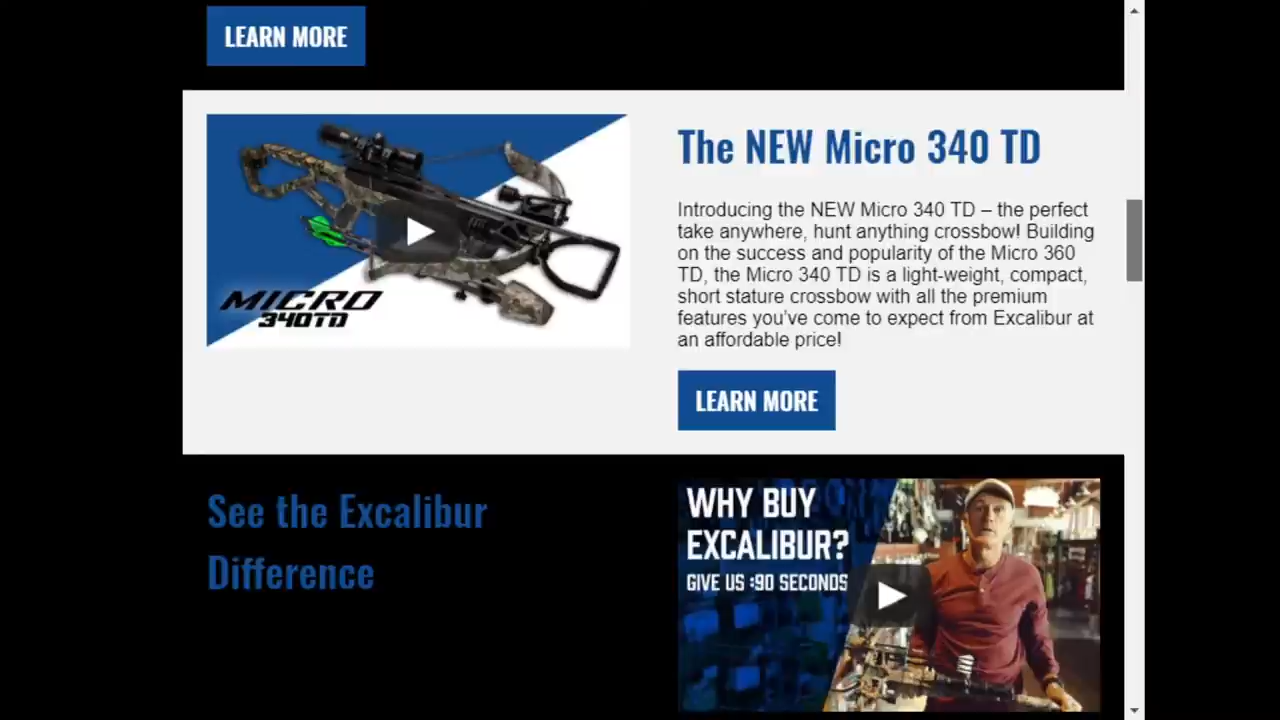 LEARN MORE
The NEW Micro 340 TD
Introducing the NEW Micro 340 TD – the perfect
take anywhere, hunt anything crossbow! Building
on the success and popularity of the Micro 360
TD, the Micro 340 TD is a light-weight, compact,
short stature crossbow with all the premium
features you’ve come to expect from Excalibur at
an affordable price!
MICRO
340TD
LEARN MORE
See the Excalibur
Difference
WHY BUY
EXCALIBUR?
GIVE US :90 SECONDS